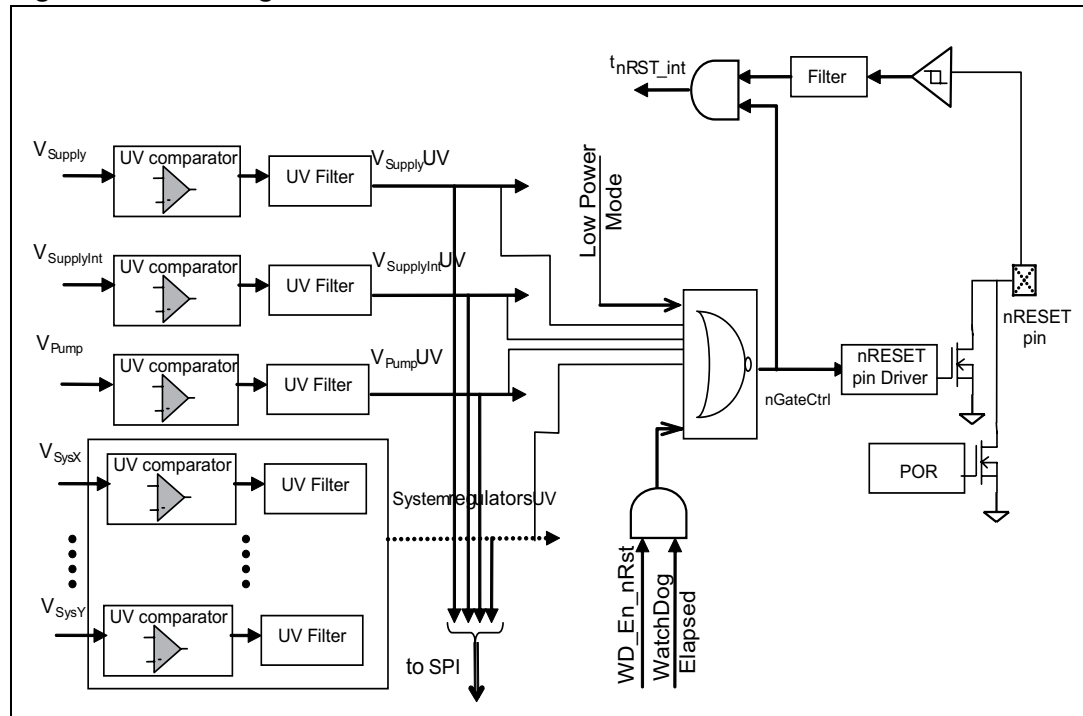 tnRST_int
Filter
VSupply
UV comparator
UV Filter
VSupplyUV
Low Power
Mode
VSupplyInt
UV comparator
UV Filter
VSupplyIntUV
nRESET
pin
VPump
UV comparator
UV Filter
VPumpUV
nGateCtrl
nRESET
pin Driver
VSysX
UV comparator
UV Filter
SystemregulatorsUV
POR
WD_En_nRst
WatchDog
Elapsed
VSysY
UV comparator
UV Filter
to SPI